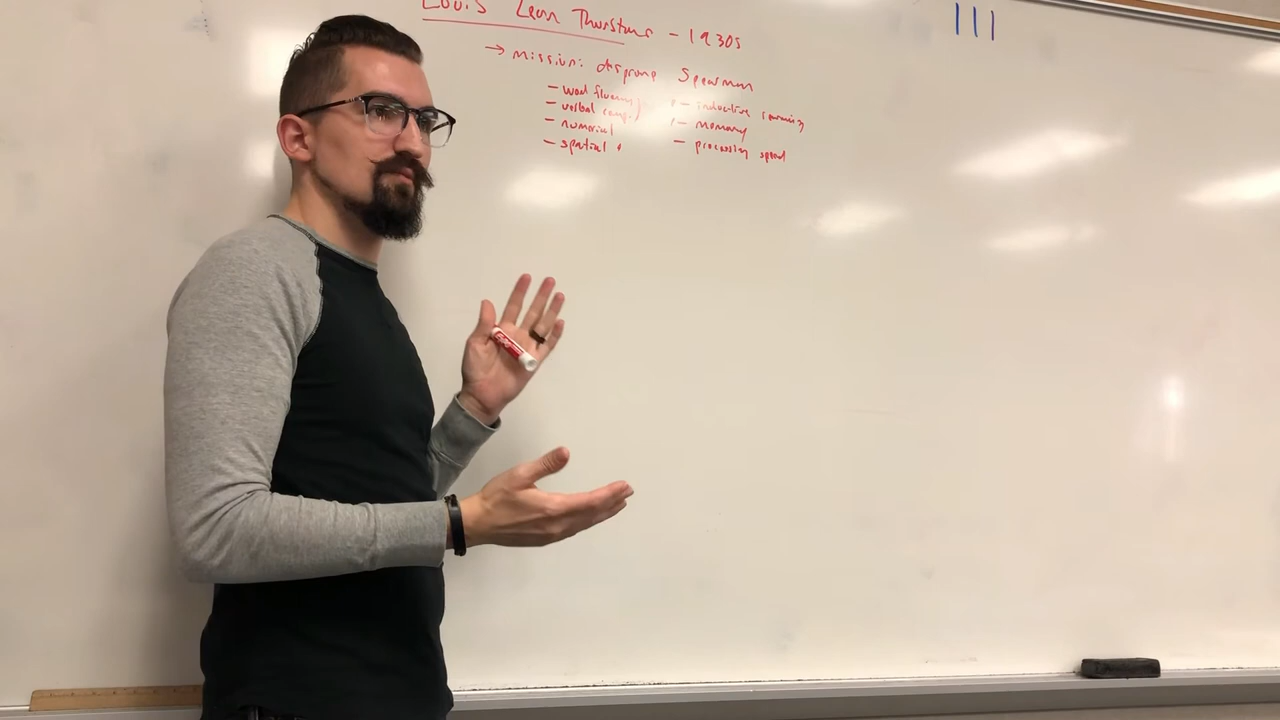 Louis Leon Thurstone - 1930s
→ Mission: disprove Spearman
- word fluency
- verbal comp.
- numerical
- spatial
- inductive reasoning
- memory
- processing speed
|||